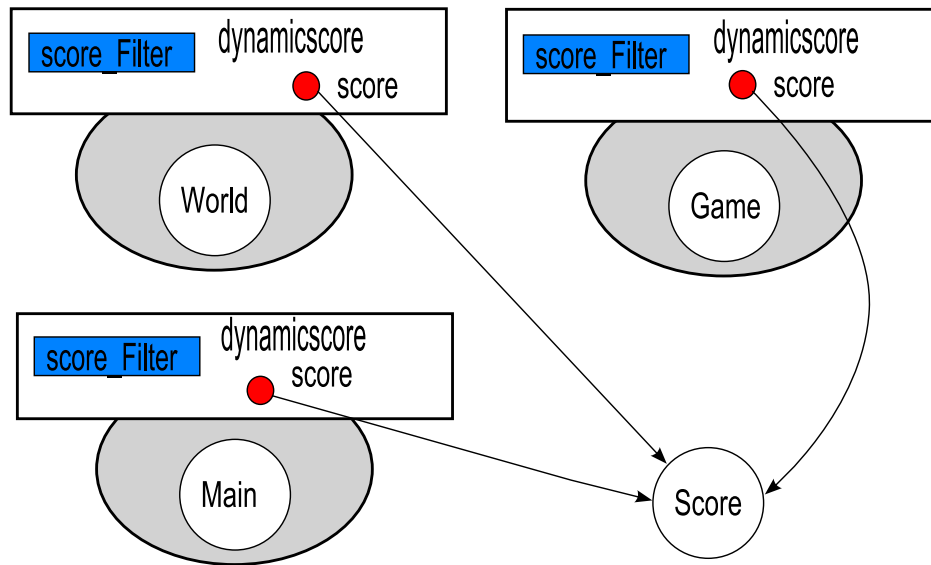 dynamicscore
score_Filter
score
World
dynamicscore
score_Filter
score
Game
dynamicscore
score_Filter
score
Main
Score